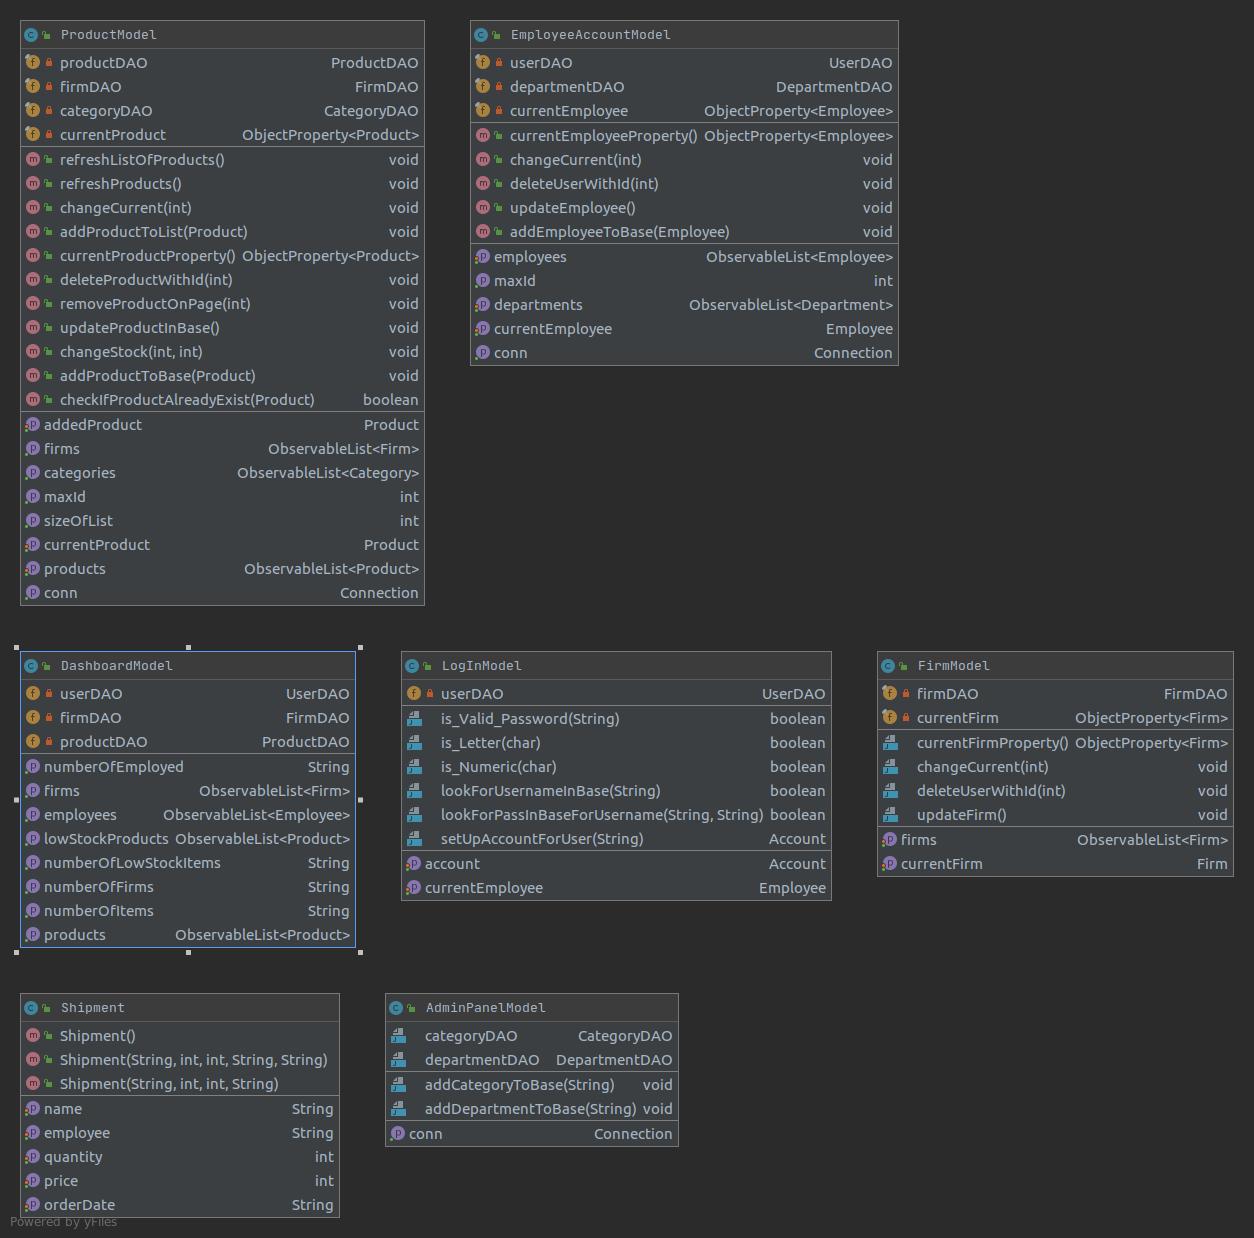 ProductModel
productDAO ProductDAO
firmDAO FirmDAO
categoryDAO CategoryDAO
currentProduct ObjectProperty<Product>
refreshListOfProducts() void
refreshProducts() void
changeCurrent(int) void
addProductToList(Product) void
currentProductProperty() ObjectProperty<Product>
deleteProductWithId(int) void
removeProductOnPage(int) void
updateProductInBase() void
changeStock(int, int) void
addProductToBase(Product) void
checkIfProductAlreadyExist(Product) boolean
addedProduct Product
firms ObservableList<Firm>
categories ObservableList<Category>
maxId int
sizeOfList int
currentProduct Product
products ObservableList<Product>
conn Connection
EmployeeAccountModel
userDAO UserDAO
departmentDAO DepartmentDAO
currentEmployee ObjectProperty<Employee>
currentEmployeeProperty() ObjectProperty<Employee>
changeCurrent(int) void
deleteUserWithId(int) void
updateEmployee() void
addEmployeeToBase(Employee) void
employees ObservableList<Employee>
maxId int
departments ObservableList<Department>
currentEmployee Employee
conn Connection
DashboardModel
userDAO UserDAO
firmDAO FirmDAO
productDAO ProductDAO
numberOfEmployed String
firms ObservableList<Firm>
employees ObservableList<Employee>
lowStockProducts ObservableList<Product>
numberOfLowStockItems String
numberOfFirms String
numberOfItems String
products ObservableList<Product>
LogInModel
userDAO UserDAO
is_Valid_Password(String) boolean
is_Letter(char) boolean
is_Numeric(char) boolean
lookForUsernameInBase(String) boolean
lookForPassInBaseForUsername(String, String) boolean
setUpAccountForUser(String) Account
account Account
currentEmployee Employee
FirmModel
firmDAO FirmDAO
currentFirm ObjectProperty<Firm>
currentFirmProperty() ObjectProperty<Firm>
changeCurrent(int) void
deleteUserWithId(int) void
updateFirm() void
firms ObservableList<Firm>
currentFirm Firm
Shipment
Shipment()
Shipment(String, int, int, String, String)
Shipment(String, int, int, String)
name String
employee String
quantity int
price int
orderDate String
AdminPanelModel
categoryDAO CategoryDAO
departmentDAO DepartmentDAO
addCategoryToBase(String) void
addDepartmentToBase(String) void
conn Connection
Powered by yFiles